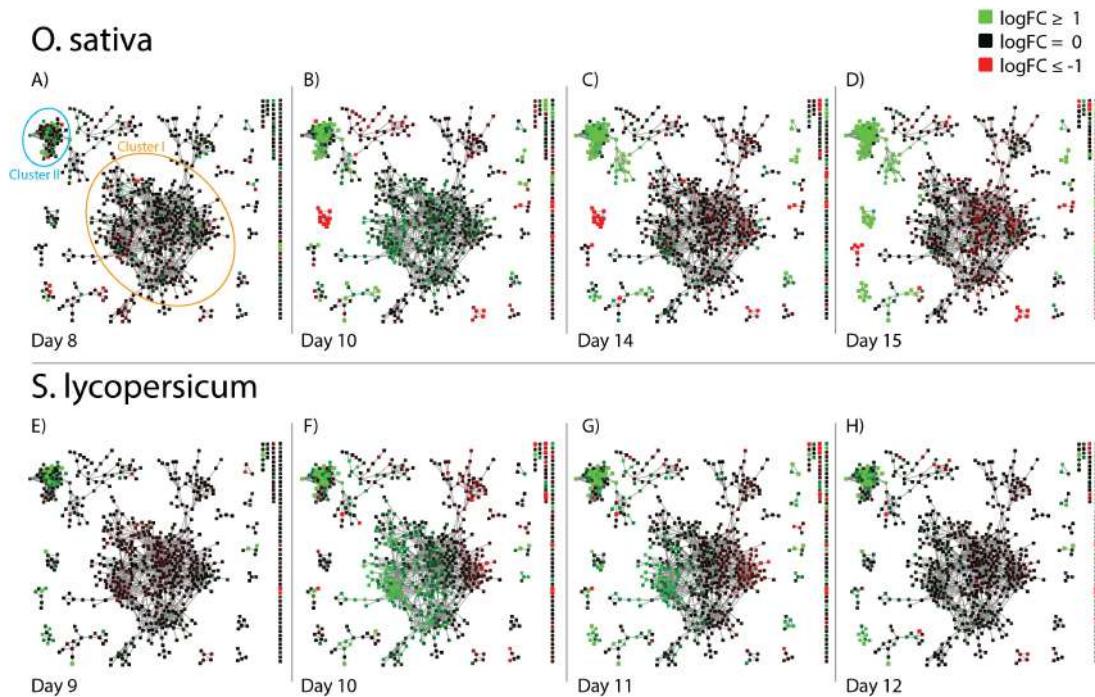 O. sativa
logFC ≥ 1
logFC = 0
logFC ≤ -1
A)
B)
C)
D)
Cluster I
Cluster II
Day 8
Day 10
Day 14
Day 15
S. lycopersicum
E)
F)
G)
H)
Day 9
Day 10
Day 11
Day 12